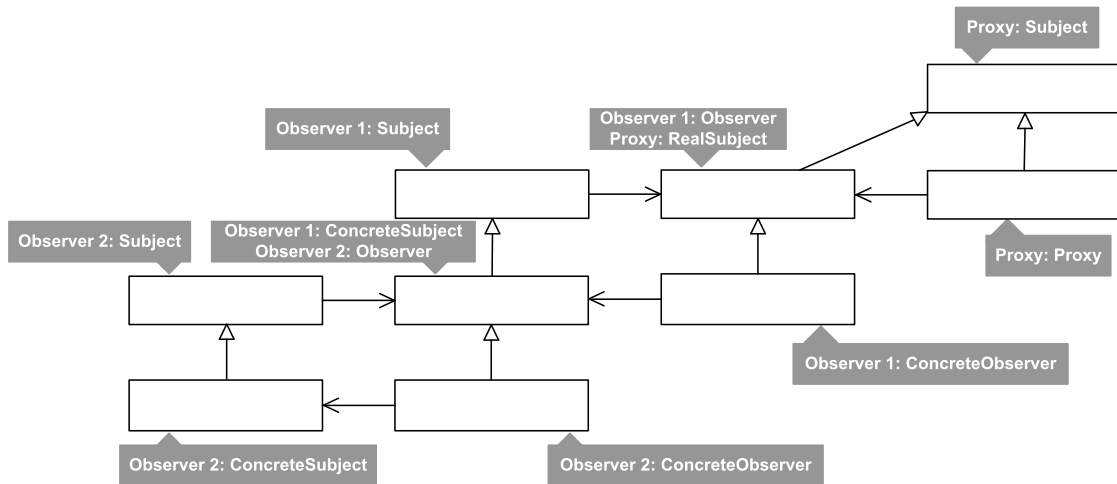 Proxy: Subject
Observer 1: Subject
Observer 1: Observer
Proxy: RealSubject
Observer 2: Subject
Observer 1: ConcreteSubject
Observer 2: Observer
Proxy: Proxy
Observer 1: ConcreteObserver
Observer 2: ConcreteSubject
Observer 2: ConcreteObserver